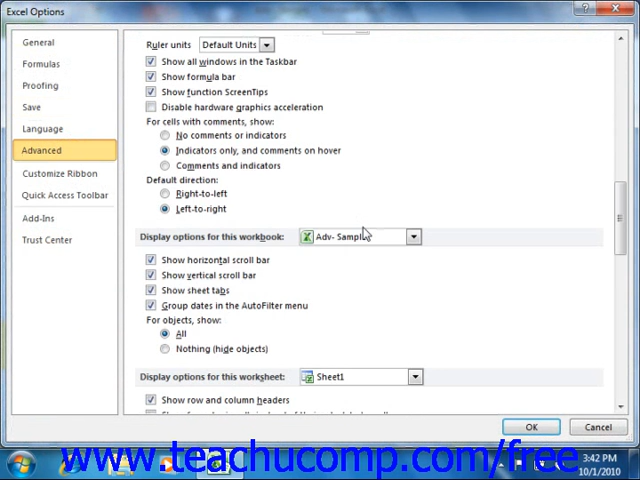 Excel Options
General
Formulas
Proofing
Save
Language
Advanced
Customize Ribbon
Quick Access Toolbar
Add-Ins
Trust Center
Ruler units Default Units
Show all windows in the Taskbar
Show formula bar
Show function ScreenTips
Disable hardware graphics acceleration
For cells with comments, show:
No comments or indicators
Indicators only, and comments on hover
Comments and indicators
Default direction:
Right-to-left
Left-to-right
Display options for this workbook: Adv- Sample
Show horizontal scroll bar
Show vertical scroll bar
Show sheet tabs
Group dates in the AutoFilter menu
For objects, show:
All
Nothing (hide objects)
Display options for this worksheet: Sheet1
Show row and column headers
OK Cancel
www.teachucomp.com/free
3:42 PM
10/1/2010